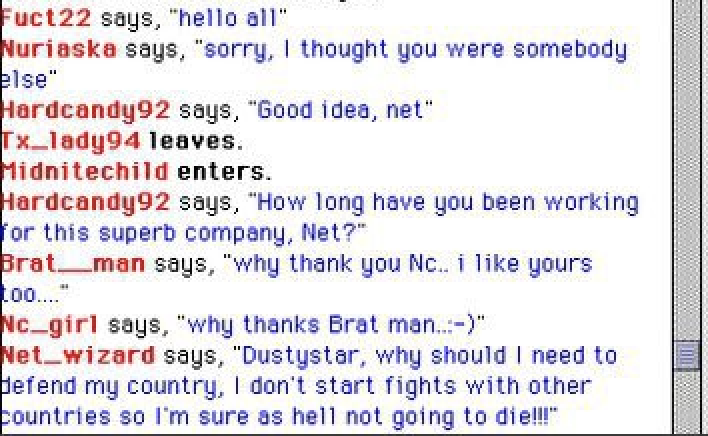 Fuct22 says, "hello all"
Nuriaska says, "sorry, I thought you were somebody
else"
Hardcandy92 says, "Good idea, net"
Tx_lady94 leaves.
Midnitechild enters.
Hardcandy92 says, "How long have you been working
for this superb company, Net?"
Brat__man says, "why thank you Nc.. i like yours
too...."
Nc_girl says, "why thanks Brat man..:-)"
Net_wizard says, "Dustystar, why should I need to
defend my country, I don't start fights with other
countries so I'm sure as hell not going to die!!!"